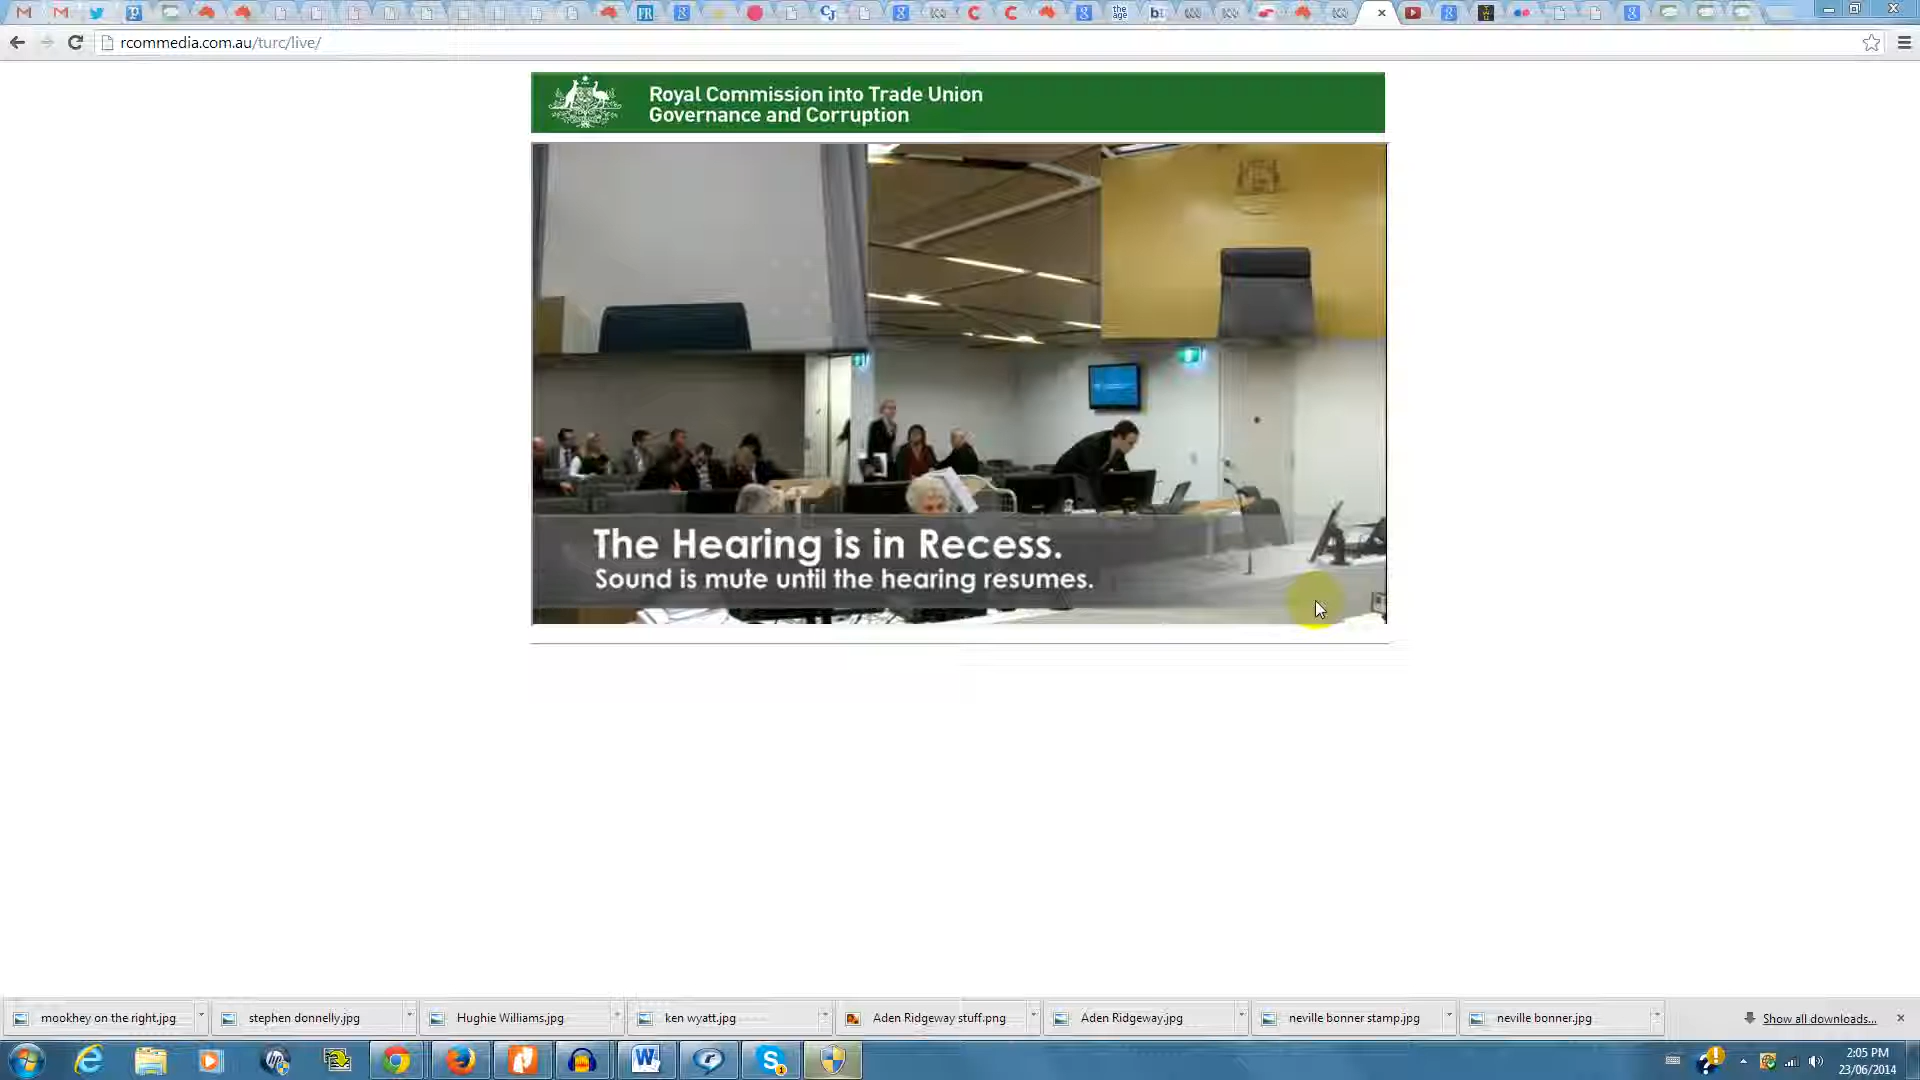 rcommedia.com.au/turc/live/
Royal Commission into Trade Union
Governance and Corruption
The Hearing is in Recess.
Sound is mute until the hearing resumes.
mookhey on the right.jpg
stephen donnelly.jpg
Hughie Williams.jpg
ken wyatt.jpg
Aden Ridgeway stuff.png
Aden Ridgeway.jpg
neville bonner stamp.jpg
neville bonner.jpg
Show all downloads...
2:05 PM
23/06/2014